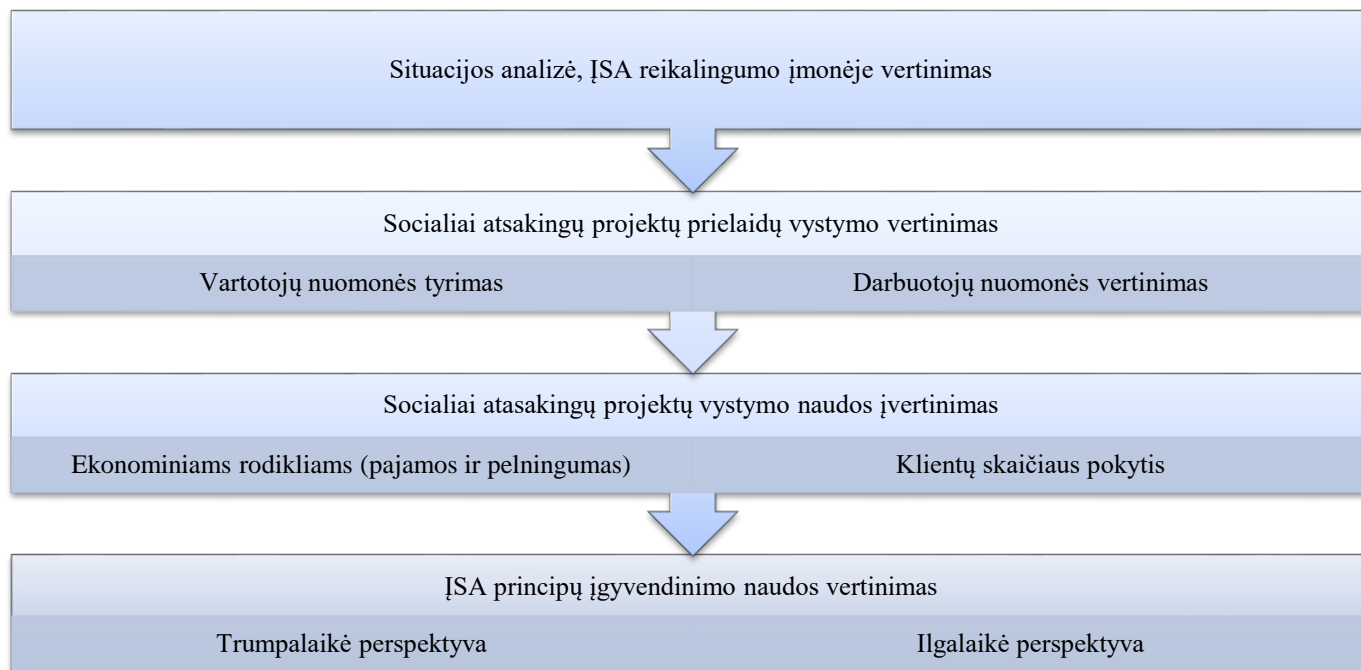 Situacijos analizė, ĮSA reikalingumo įmonėje vertinimas
Socialiai atsakingų projektų prielaidų vystymo vertinimas
Vartotojų nuomonės tyrimas
Darbuotojų nuomonės vertinimas
Socialiai atasakingų projektų vystymo naudos įvertinimas
Ekonominiams rodikliams (pajamos ir pelningumas)
Klientų skaičiaus pokytis
ĮSA principų įgyvendinimo naudos vertinimas
Trumpalaikė perspektyva
Ilgalaikė perspektyva